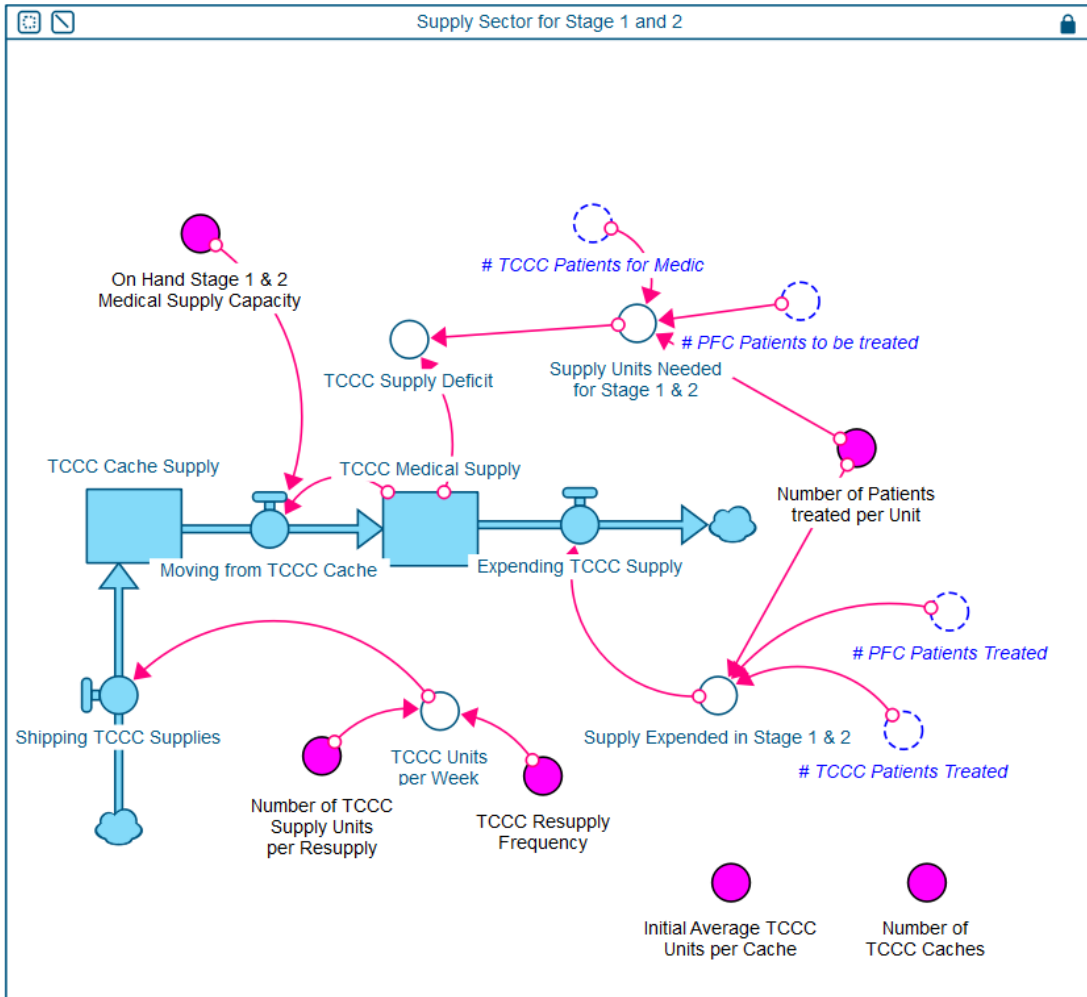 Supply Sector for Stage 1 and 2
# TCCC Patients for Medic
On Hand Stage 1 & 2
Medical Supply Capacity
# PFC Patients to be treated
TCCC Supply Deficit
Supply Units Needed
for Stage 1 & 2
TCCC Cache Supply
TCCC Medical Supply
Number of Patients
treated per Unit
Moving from TCCC Cache
Expending TCCC Supply
# PFC Patients Treated
Shipping TCCC Supplies
TCCC Units
per Week
Supply Expended in Stage 1 & 2
# TCCC Patients Treated
Number of TCCC
Supply Units
per Resupply
TCCC Resupply
Frequency
Initial Average TCCC
Units per Cache
Number of
TCCC Caches